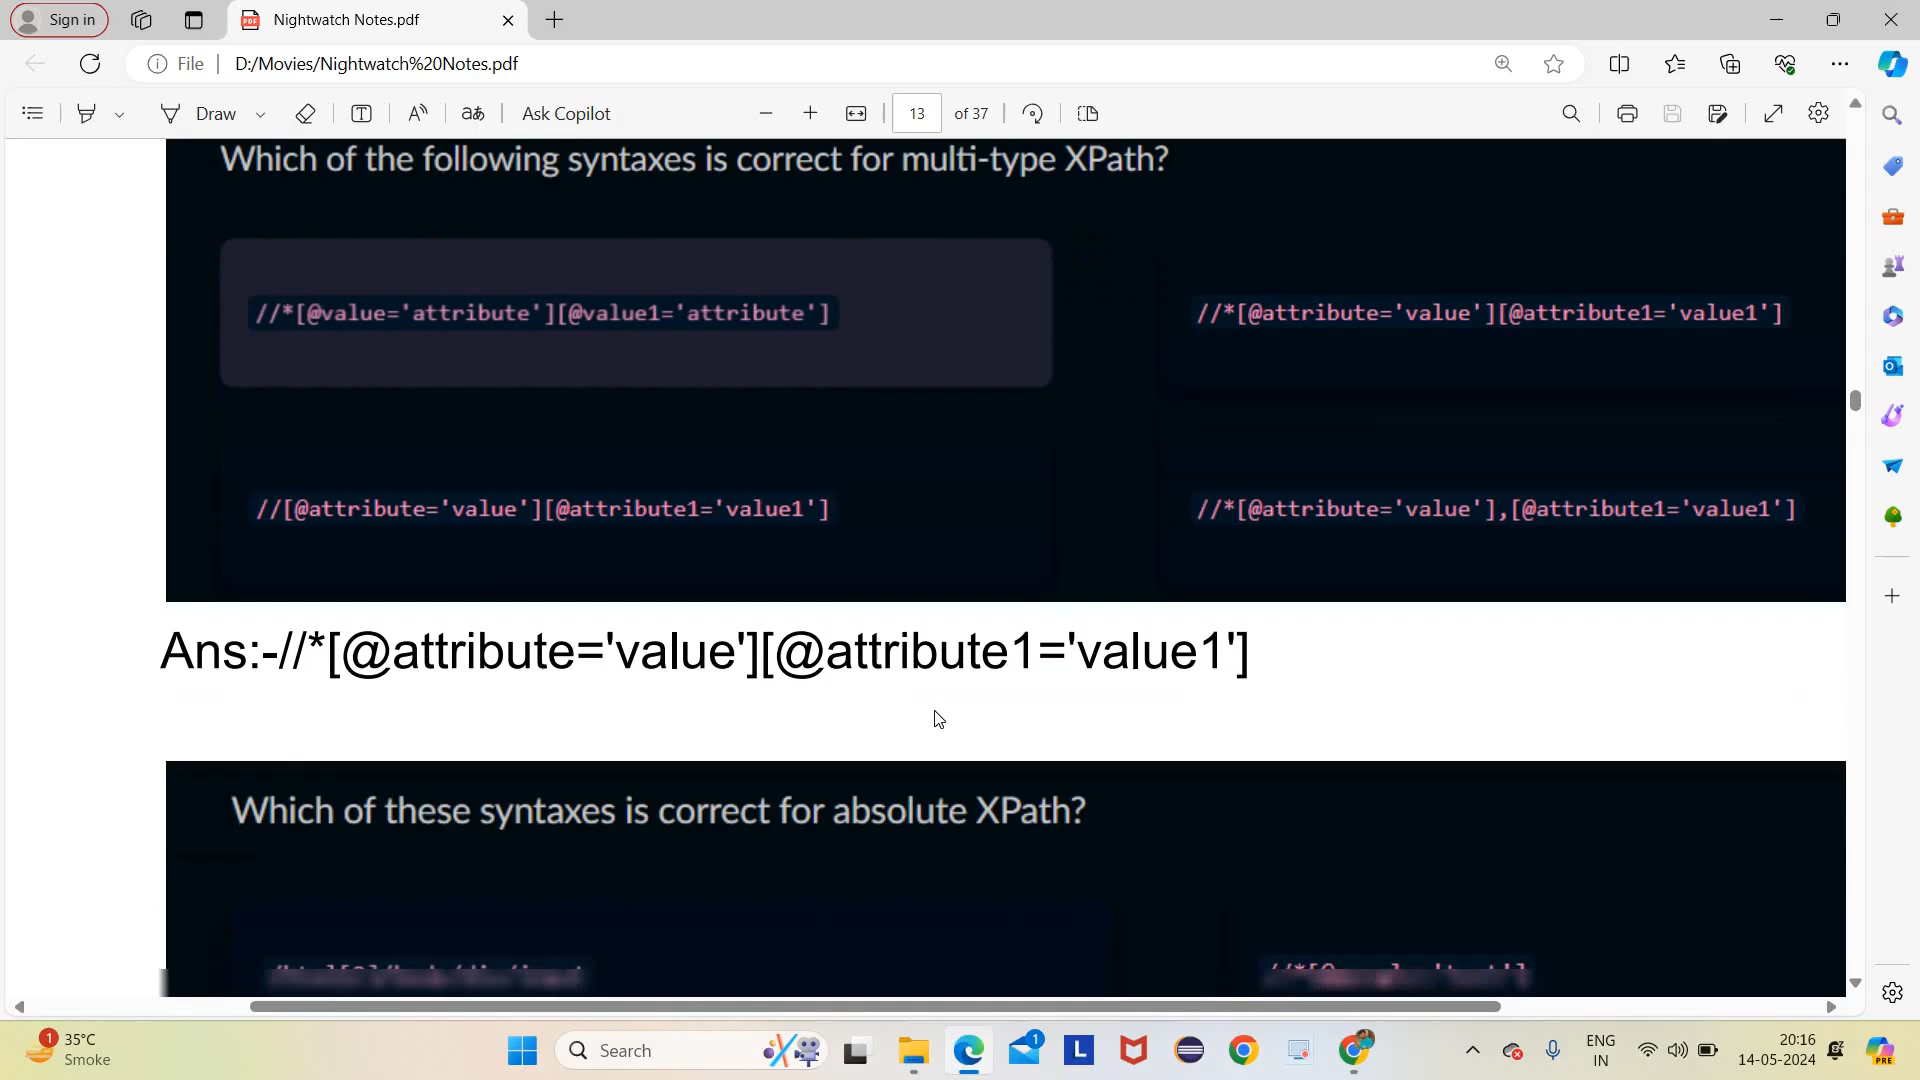 Sign in
Nightwatch Notes.pdf
File
D:/Movies/Nightwatch%20Notes.pdf
Draw
Ask Copilot
13 of 37
Which of the following syntaxes is correct for multi-type XPath?
//*[@value='attribute'][@value1='attribute']
//*[@attribute='value'][@attribute1='value1']
//[@attribute='value'][@attribute1='value1']
//*[@attribute='value'],[@attribute1='value1']
Ans:-//*[@attribute='value'][@attribute1='value1']
Which of these syntaxes is correct for absolute XPath?
1
35°C
Smoke
Search
1
L
ENG
IN
20:16
14-05-2024
PRE